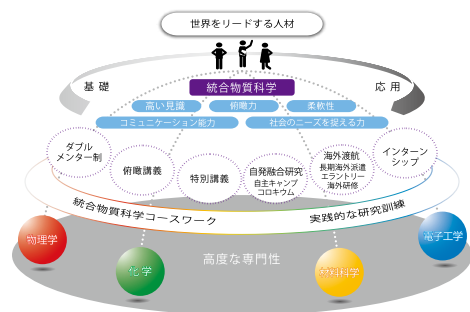 世界をリードする人材
基礎
応用
統合物質科学
高い見識
俯瞰力
柔軟性
コミュニケーション能力
社会のニーズを捉える力
ダブル
メンター制
俯瞰講義
特別講義
自発融合研究
自主キャンプ
コロキウム
海外渡航
長期海外派遣
エラントリー
海外研修
インターン
シップ
統合物質科学コースワーク
実践的な研究訓練
物理学
化学
高度な専門性
材料科学
電子工学